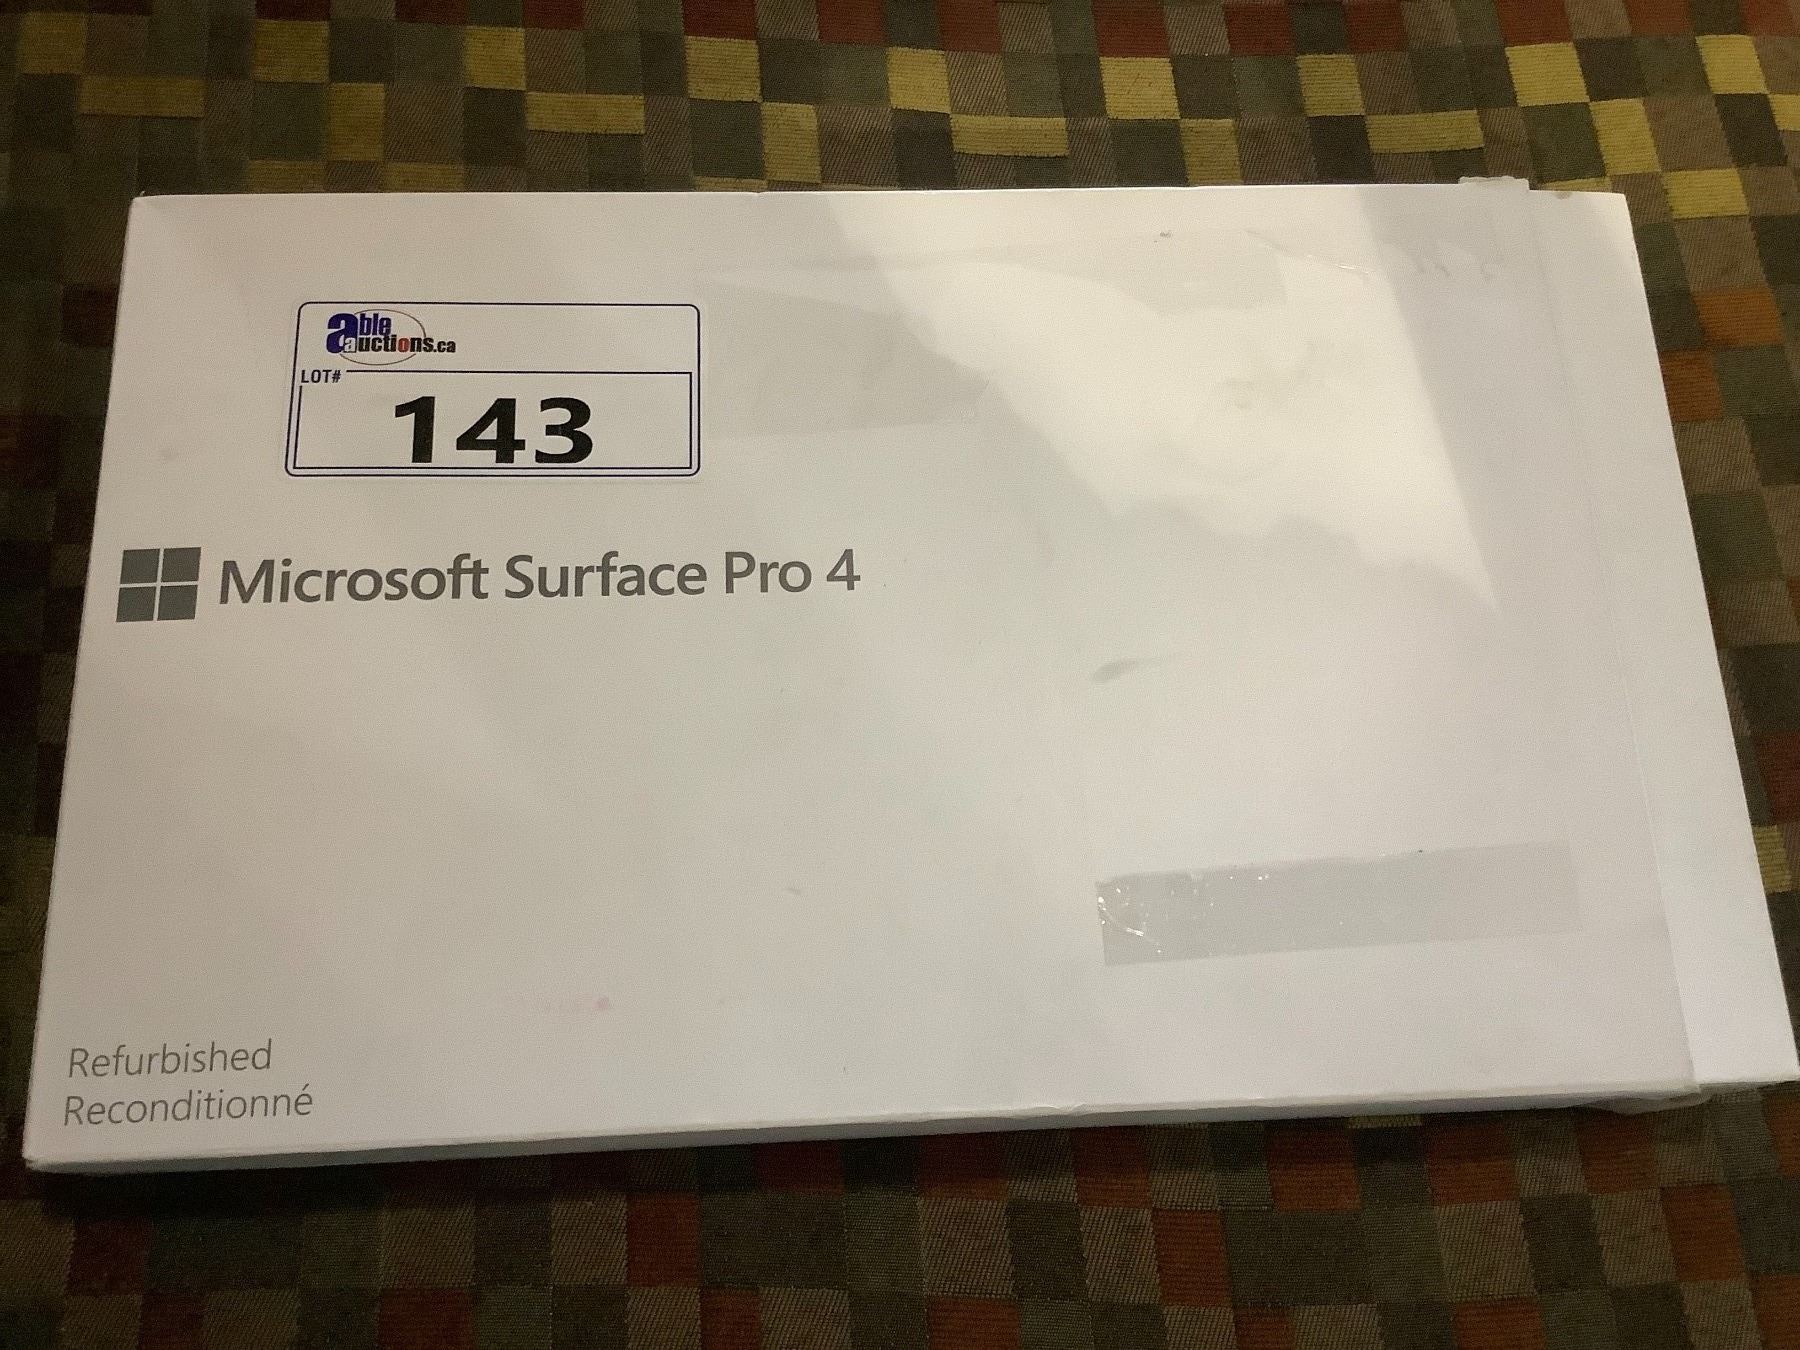 able
auctions.ca
LOT#
143
Microsoft Surface Pro 4
Refurbished
Reconditionné